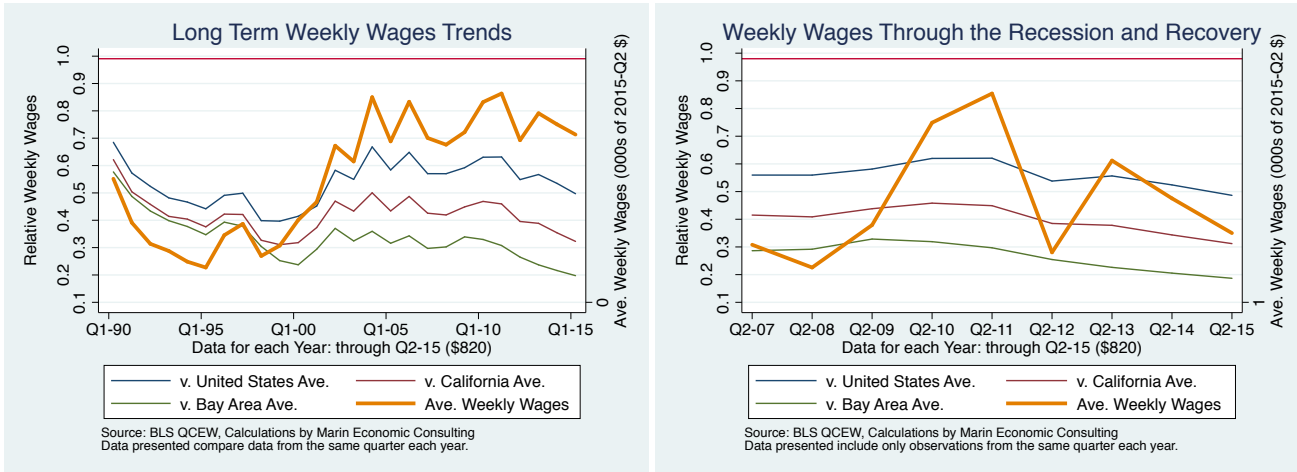 Long Term Weekly Wages Trends
Relative Weekly Wages
0.1 0.2 0.3 0.4 0.5 0.6 0.7 0.8 0.9 1.0
0
Ave. Weekly Wages (000s of 2015-Q2 $)
Q1-90 Q1-95 Q1-00 Q1-05 Q1-10 Q1-15
Data for each Year: through Q2-15 ($820)
v. United States Ave. v. California Ave.
v. Bay Area Ave. Ave. Weekly Wages
Source: BLS QCEW, Calculations by Marin Economic Consulting
Data presented compare data from the same quarter each year.
Weekly Wages Through the Recession and Recovery
Relative Weekly Wages
0.1 0.2 0.3 0.4 0.5 0.6 0.7 0.8 0.9 1.0
1
Ave. Weekly Wages (000s of 2015-Q2 $)
Q2-07 Q2-08 Q2-09 Q2-10 Q2-11 Q2-12 Q2-13 Q2-14 Q2-15
Data for each Year: through Q2-15 ($820)
v. United States Ave. v. California Ave.
v. Bay Area Ave. Ave. Weekly Wages
Source: BLS QCEW, Calculations by Marin Economic Consulting
Data presented include only observations from the same quarter each year.